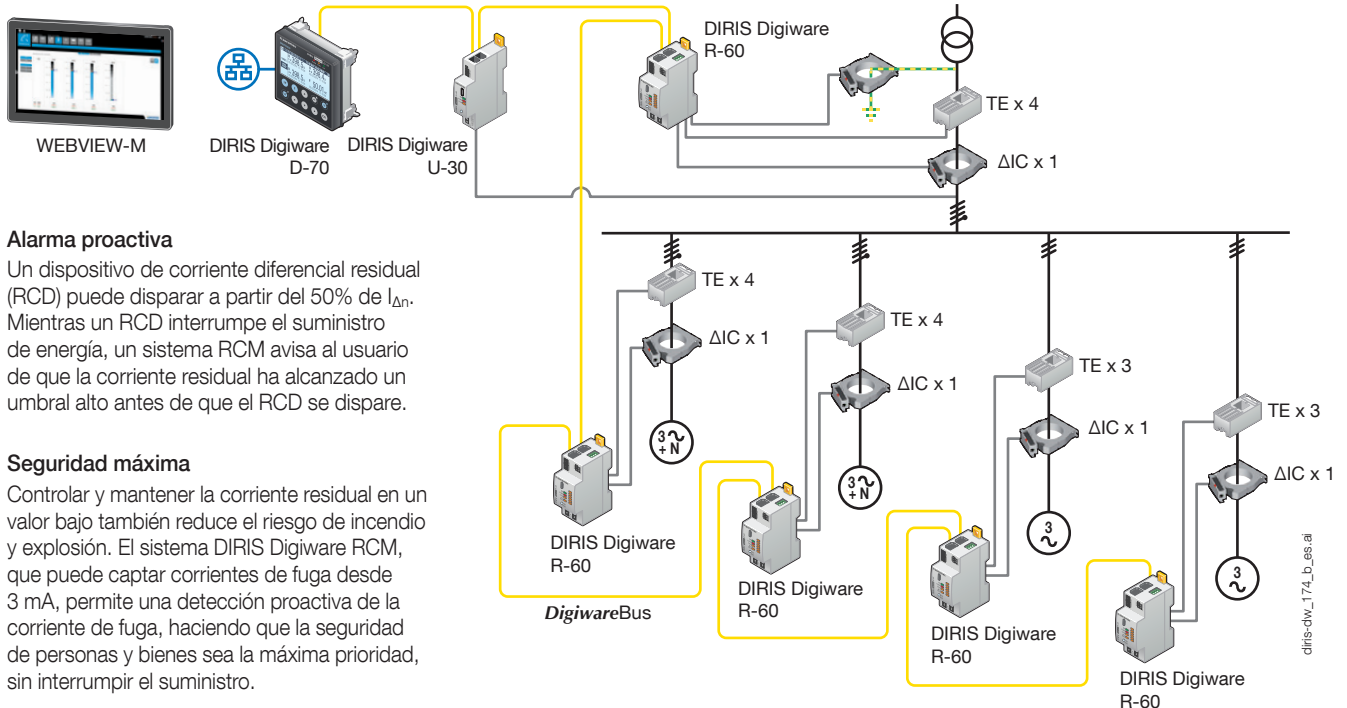 WEBVIEW-M
DIRIS Digiware
D-70
DIRIS Digiware
U-30
DIRIS Digiware
R-60
TE x 4
ΔIC x 1
Alarma proactiva
Un dispositivo de corriente diferencial residual
(RCD) puede disparar a partir del 50% de IΔn.
Mientras un RCD interrumpe el suministro
de energía, un sistema RCM avisa al usuario
de que la corriente residual ha alcanzado un
umbral alto antes de que el RCD se dispare.
Seguridad máxima
Controlar y mantener la corriente residual en un
valor bajo también reduce el riesgo de incendio
y explosión. El sistema DIRIS Digiware RCM,
que puede captar corrientes de fuga desde
3 mA, permite una detección proactiva de la
corriente de fuga, haciendo que la seguridad
de personas y bienes sea la máxima prioridad,
sin interrumpir el suministro.
TE x 4
ΔIC x 1
3
+ N
DIRIS Digiware
R-60
DigiwareBus
TE x 4
ΔIC x 1
3
+ N
DIRIS Digiware
R-60
TE x 3
ΔIC x 1
3
DIRIS Digiware
R-60
TE x 3
ΔIC x 1
3
DIRIS Digiware
R-60
diris-dw_174_b_es.ai